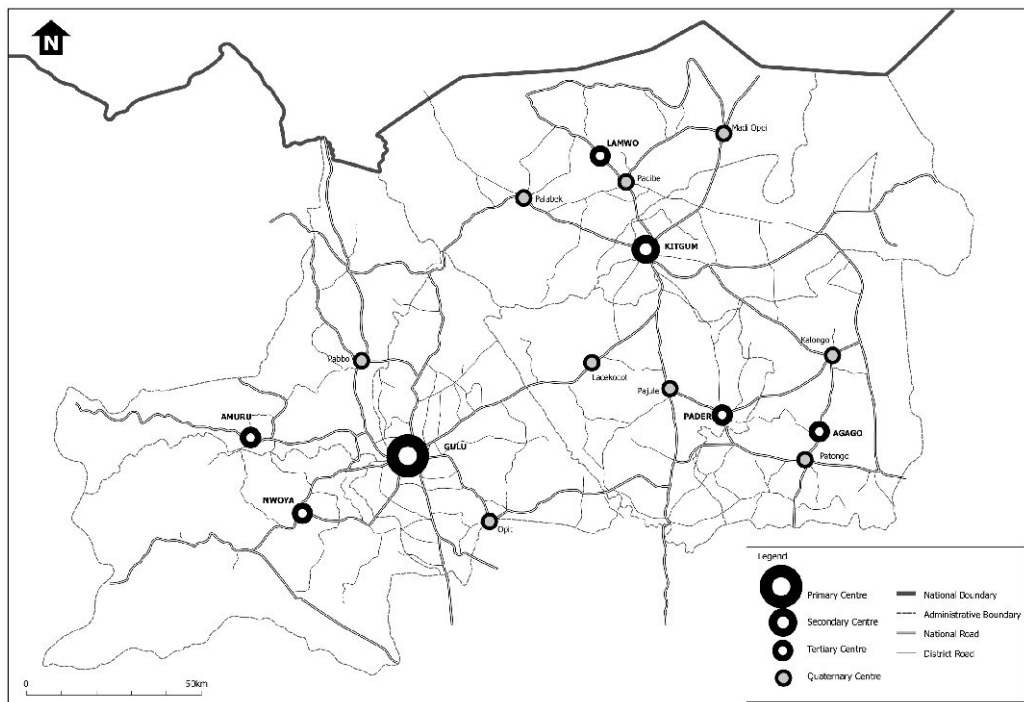 N
Madi Opei
LAMWO
Pacibe
Palabek
KITGUM
Kalongo
Pabbo
Lacekocot
Pajule
AMURU
PADER
AGAGO
GULU
Patongo
NWOYA
Opit
Legend
Primary Centre
Secondary Centre
Tertiary Centre
Quaternary Centre
National Boundary
Administrative Boundary
National Road
District Road
0 50km